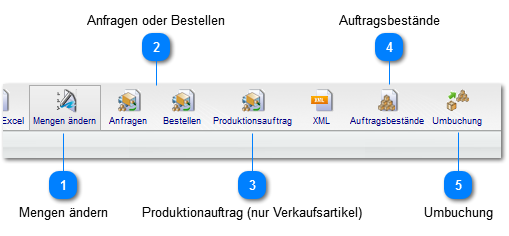 Anfragen oder Bestellen
Auftragsbestände
2
4
Excel
Mengen ändern
Anfragen
Bestellen
Produktionsauftrag
XML
Auftragsbestände
Umbuchung
1
3
5
Mengen ändern
Produktionauftrag (nur Verkaufsartikel)
Umbuchung